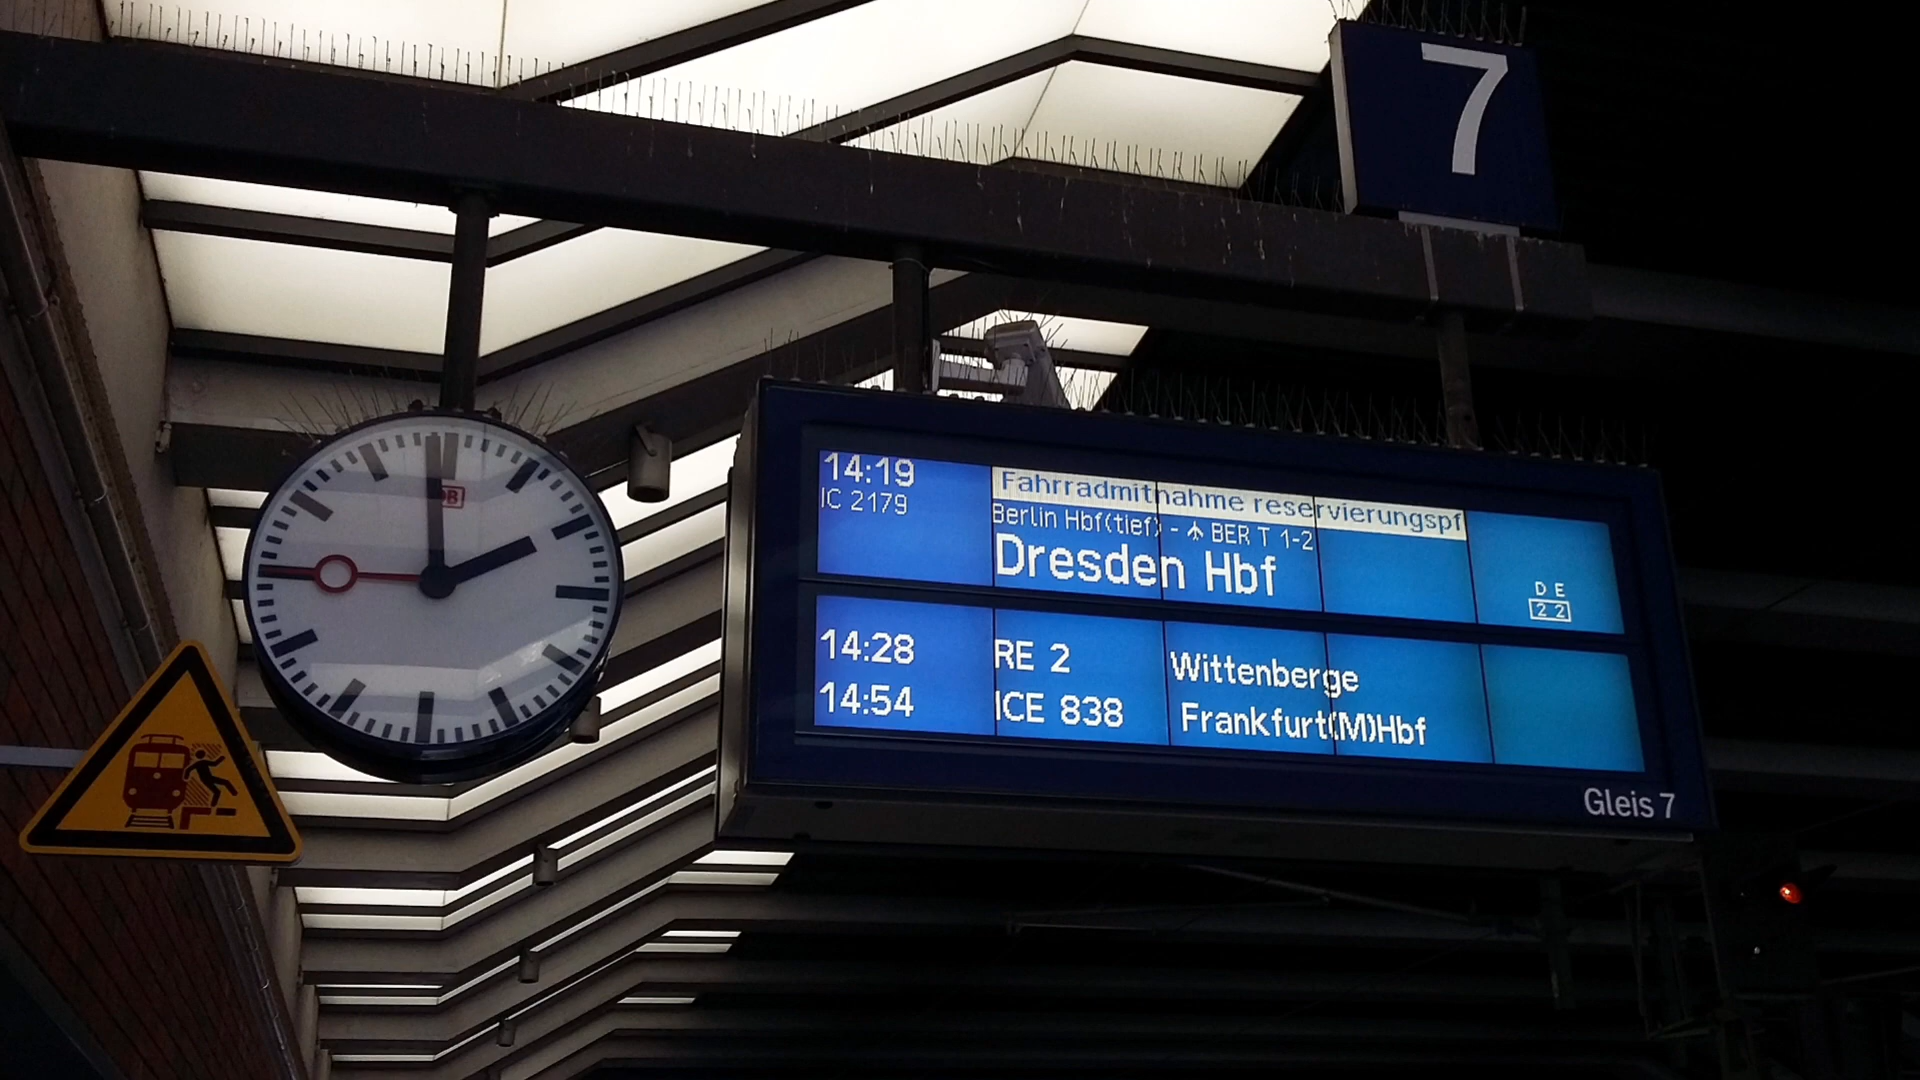 7
DB
14:19
IC 2179
Fahrradmitnahme reservierungspf
Berlin Hbf(tief) - ✈ BER T 1-2
Dresden Hbf
D E
2 2
14:28 RE 2 Wittenberge
14:54 ICE 838 Frankfurt(M)Hbf
Gleis 7